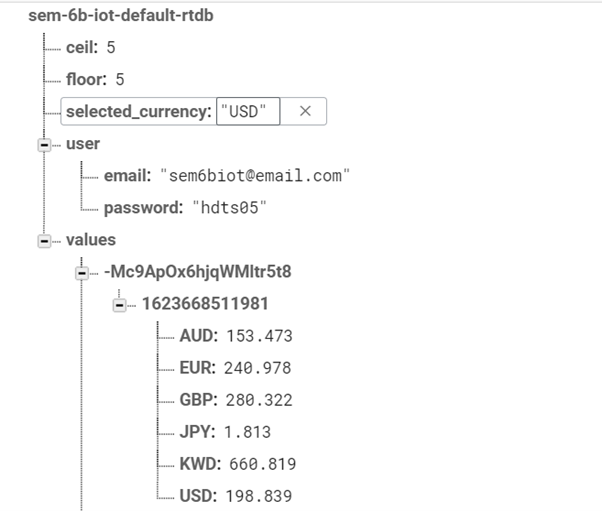 sem-6b-iot-default-rtdb
ceil: 5
floor: 5
selected_currency: "USD" ×
user
email: "sem6biot@email.com"
password: "hdts05"
values
-Mc9ApOx6hjqWMltr5t8
1623668511981
AUD: 153.473
EUR: 240.978
GBP: 280.322
JPY: 1.813
KWD: 660.819
USD: 198.839